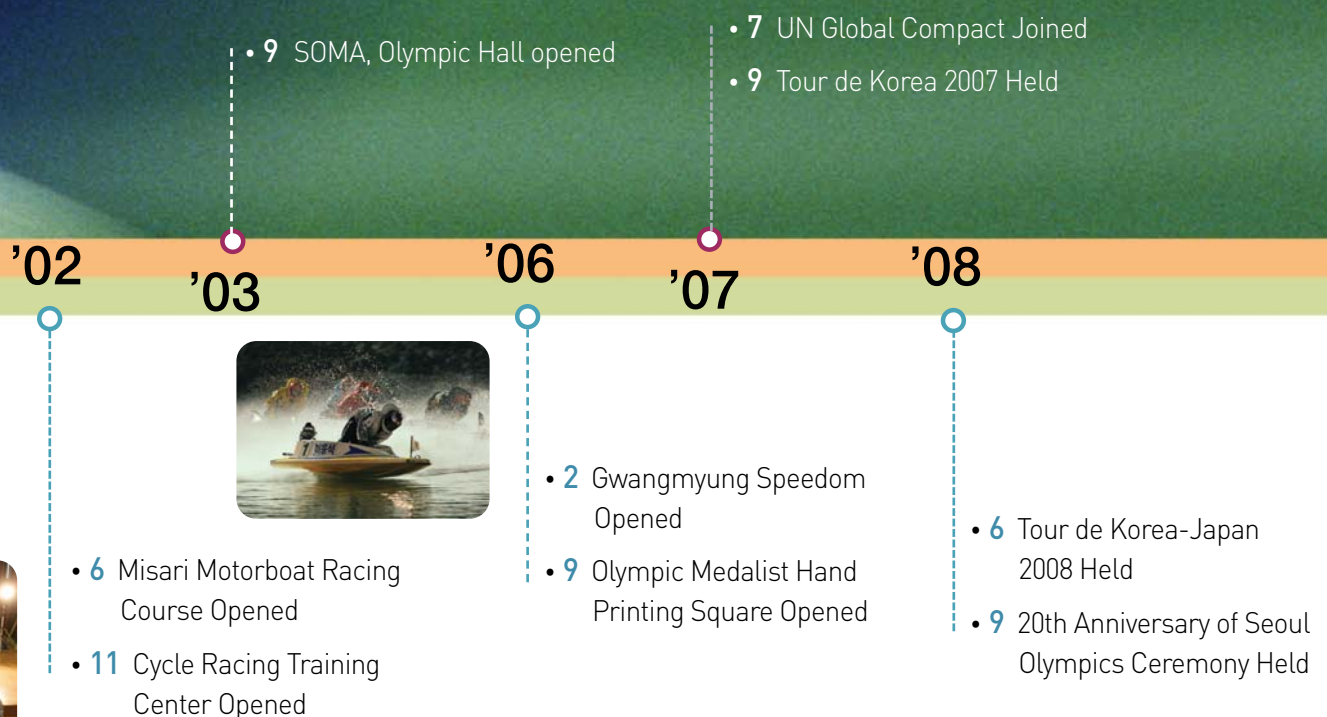 • 9 SOMA, Olympic Hall opened
• 7 UN Global Compact Joined
• 9 Tour de Korea 2007 Held
’02
’03
’06
’07
’08
• 6 Misari Motorboat Racing
Course Opened
• 11 Cycle Racing Training
Center Opened
• 2 Gwangmyung Speedom
Opened
• 9 Olympic Medalist Hand
Printing Square Opened
• 6 Tour de Korea-Japan
2008 Held
• 9 20th Anniversary of Seoul
Olympics Ceremony Held